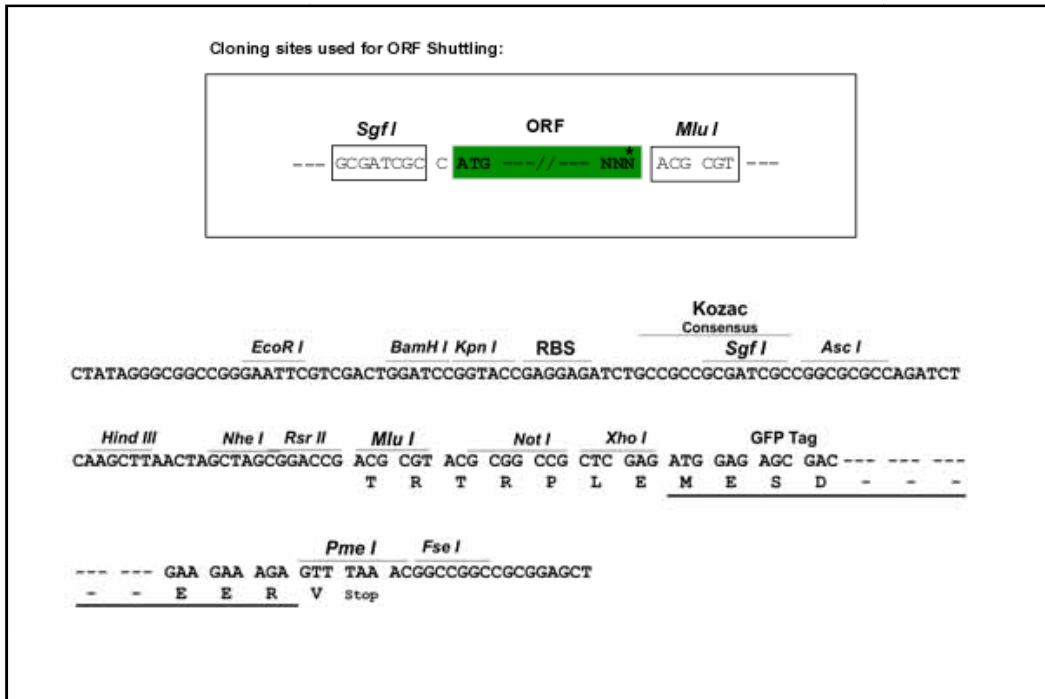 Cloning sites used for ORF Shuttling:
Sgf I ORF Mlu I
--- GCGATCGC C ATG ---//--- NNN* ACG CGT ---
Kozac
Consensus
EcoR I BamH I Kpn I RBS Sgf I Asc I
CTATAGGGCGGCCGGGAATTCGTCGACTGGATCCGGTACCGAGGAGATCTGCCGCCGCGATCGCCGGCGCGCCAGATCT
Hind III Nhe I Rsr II Mlu I Not I Xho I GFP Tag
CAAGCTTAACTAGCTAGCGGACCG ACG CGT ACG CGG CCG CTC GAG ATG GAG AGC GAC --- --- ---
T R T R P L E M E S D - - -
Pme I Fse I
--- --- GAA GAA AGA GTT TAA ACGGCCGGCCGCGGAGCT
- - E E R V Stop